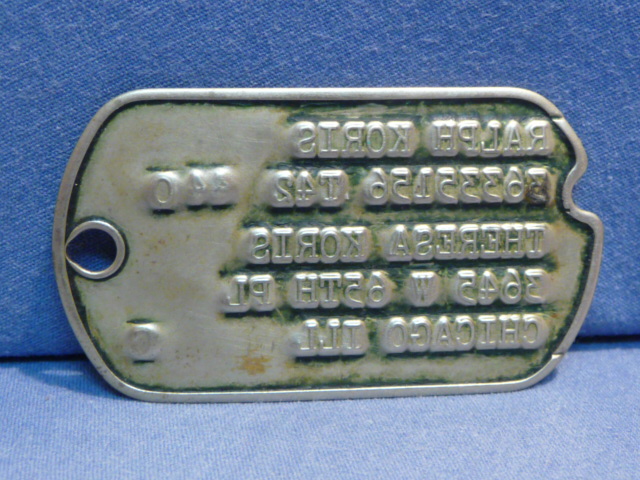 RALPH KORIS
36335156 T42 44 O
THERESA KORIS
3645 W 65TH PL
CHICAGO ILL C